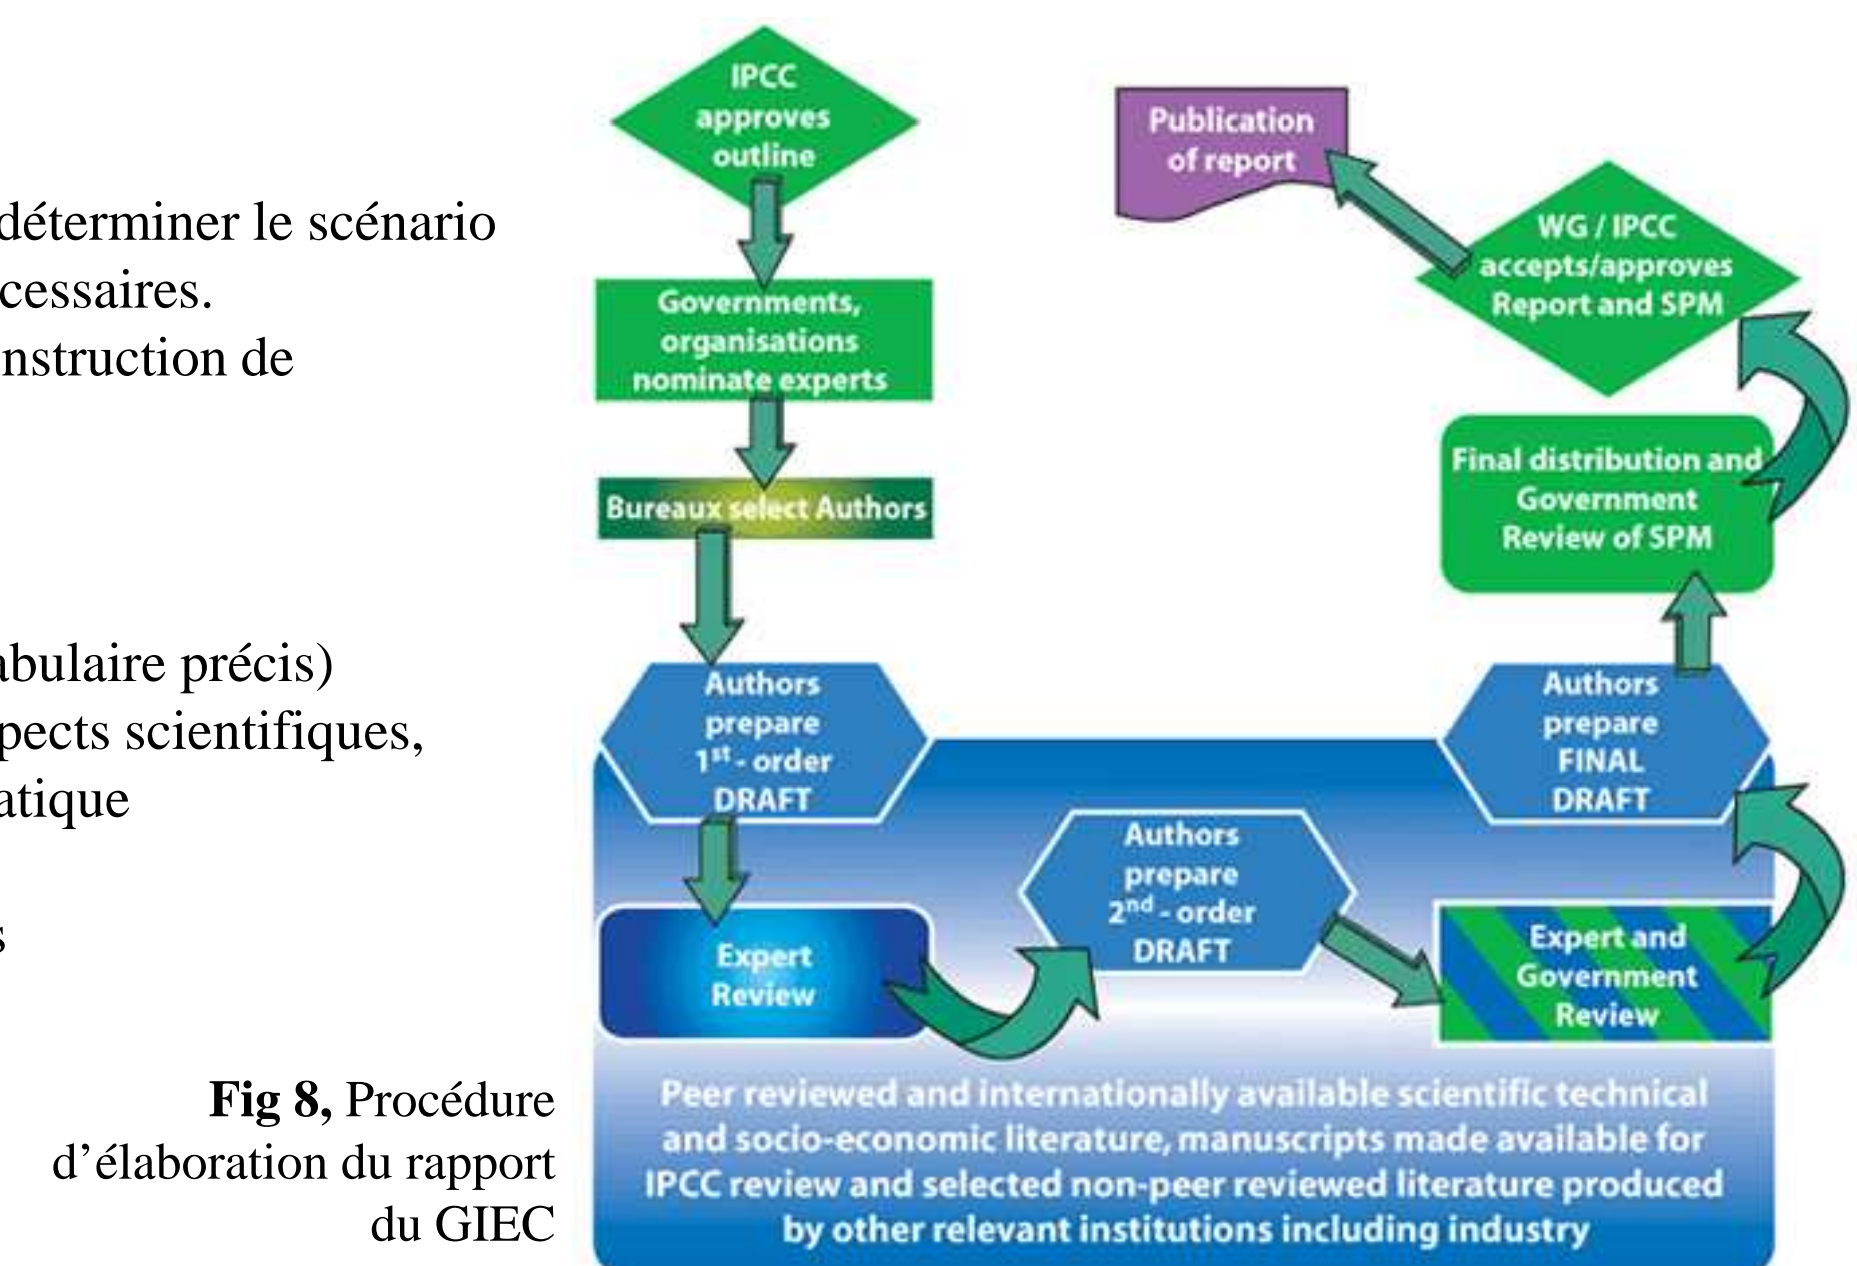 déterminer le scénario
cessaires.
nstruction de
abulaire précis)
pects scientifiques,
atique
s
Fig 8, Procédure
d’élaboration du rapport
du GIEC
IPCC
approves
outline
Governments,
organisations
nominate experts
Bureaux select Authors
Authors
prepare
1st - order
DRAFT
Expert
Review
Authors
prepare
2nd - order
DRAFT
Expert and
Government
Review
Authors
prepare
FINAL
DRAFT
Final distribution and
Government
Review of SPM
WG / IPCC
accepts/approves
Report and SPM
Publication
of report
Peer reviewed and internationally available scientific technical
and socio-economic literature, manuscripts made available for
IPCC review and selected non-peer reviewed literature produced
by other relevant institutions including industry